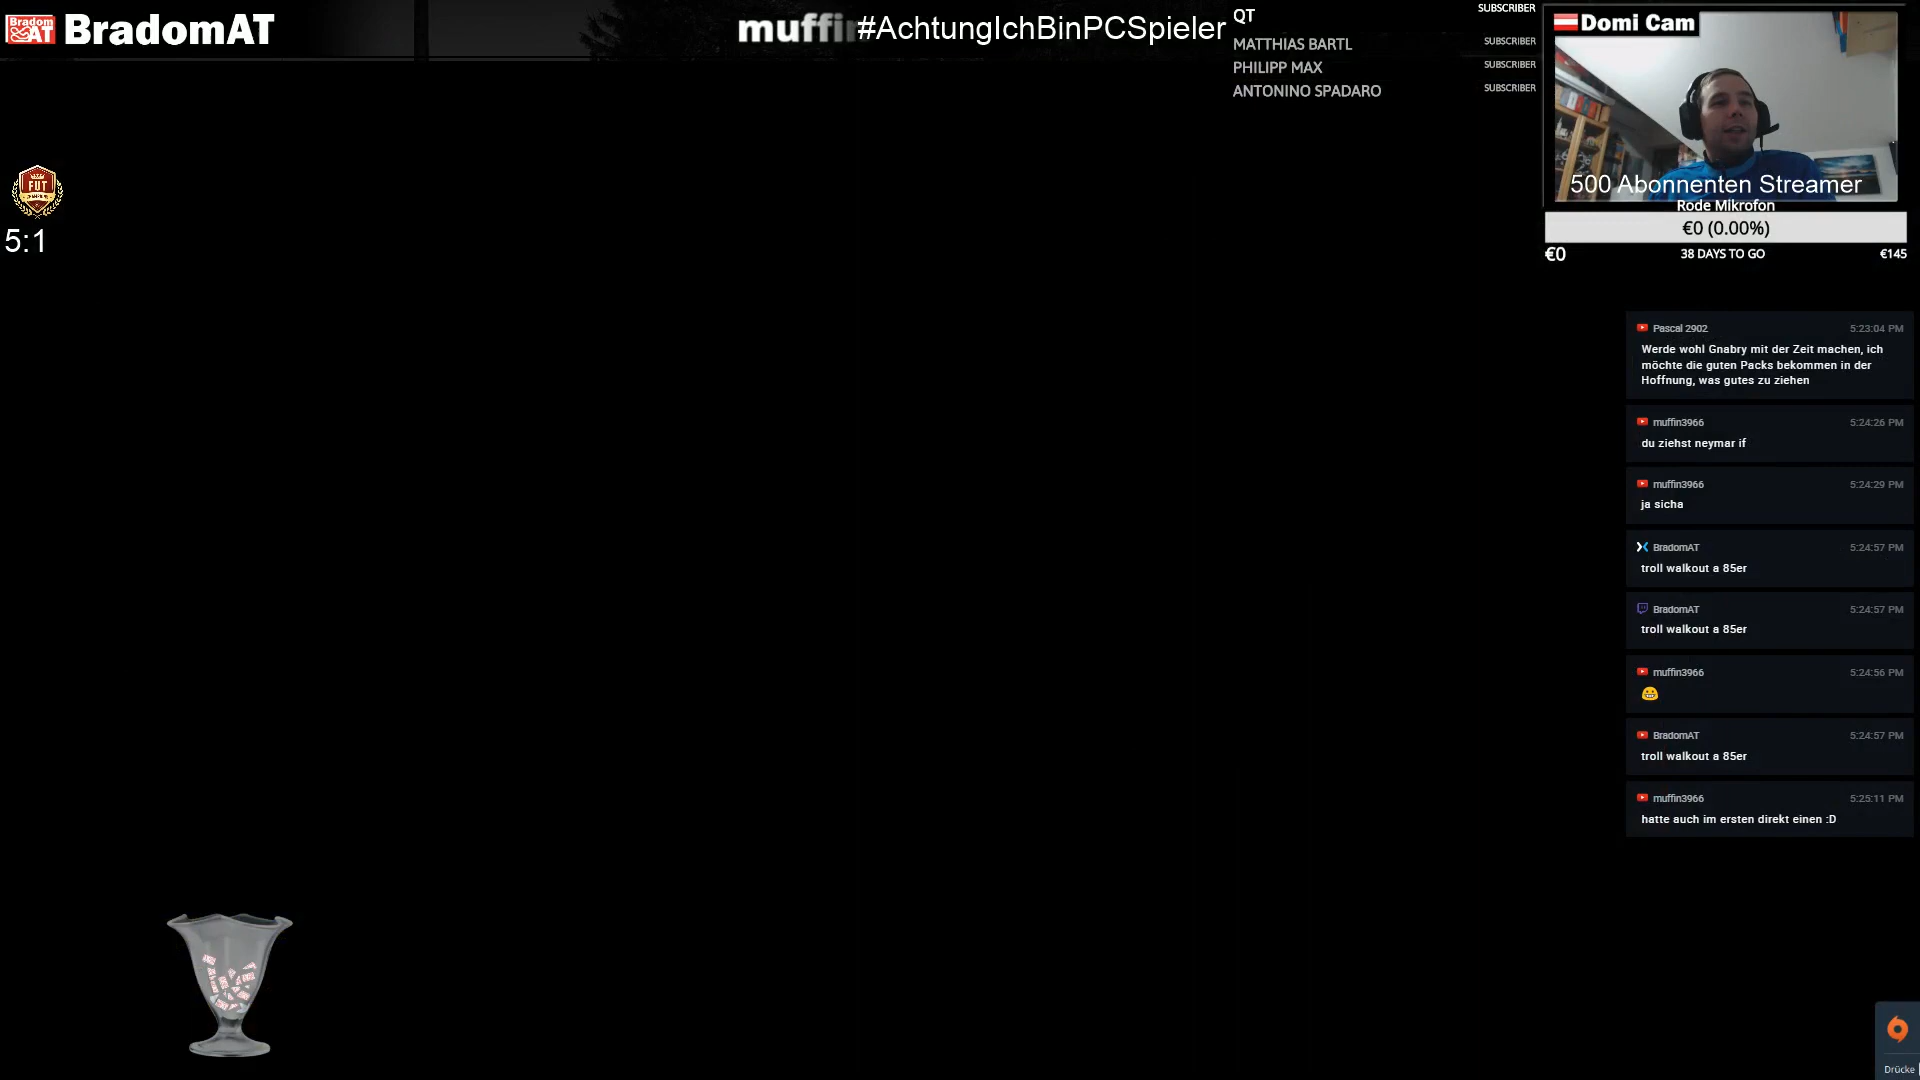 Bradom
AT
BradomAT
muffin #AchtungIchBinPCSpieler
QT SUBSCRIBER
MATTHIAS BARTL SUBSCRIBER
PHILIPP MAX SUBSCRIBER
ANTONINO SPADARO SUBSCRIBER
Domi Cam
500 Abonnenten Streamer
Rode Mikrofon
€0 (0.00%)
€0 38 DAYS TO GO €145
FUT
5:1
Pascal 2902 5:23:04 PM
Werde wohl Gnabry mit der Zeit machen, ich
möchte die guten Packs bekommen in der
Hoffnung, was gutes zu ziehen
muffin3966 5:24:26 PM
du ziehst neymar if
muffin3966 5:24:29 PM
ja sicha
BradomAT 5:24:57 PM
troll walkout a 85er
BradomAT 5:24:57 PM
troll walkout a 85er
muffin3966 5:24:56 PM
😀
BradomAT 5:24:57 PM
troll walkout a 85er
muffin3966 5:25:11 PM
hatte auch im ersten direkt einen :D
Drücke